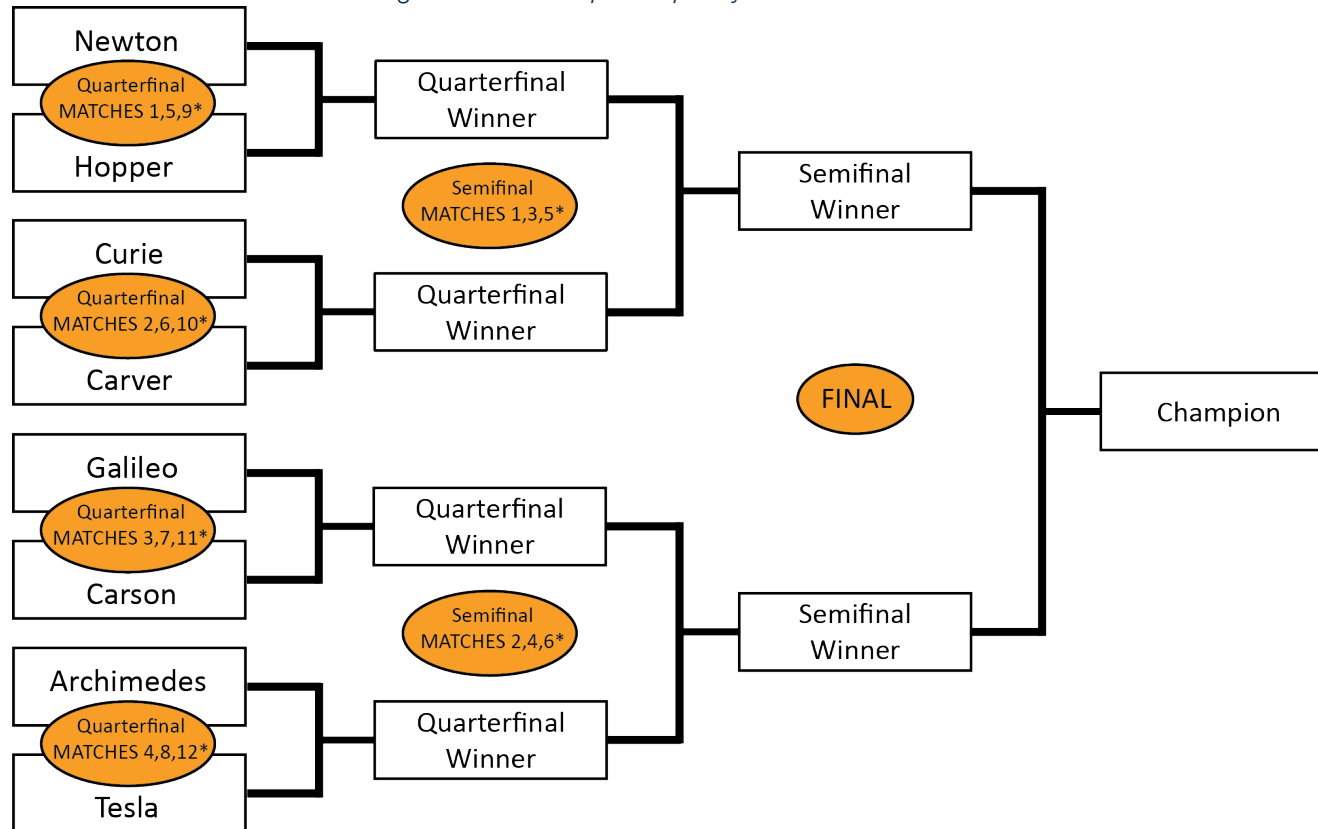 Newton
Quarterfinal
MATCHES 1,5,9*
Hopper
Curie
Quarterfinal
MATCHES 2,6,10*
Carver
Galileo
Quarterfinal
MATCHES 3,7,11*
Carson
Archimedes
Quarterfinal
MATCHES 4,8,12*
Tesla
Quarterfinal
Winner
Semifinal
MATCHES 1,3,5*
Quarterfinal
Winner
Quarterfinal
Winner
Semifinal
MATCHES 2,4,6*
Quarterfinal
Winner
Semifinal
Winner
FINAL
Semifinal
Winner
Champion